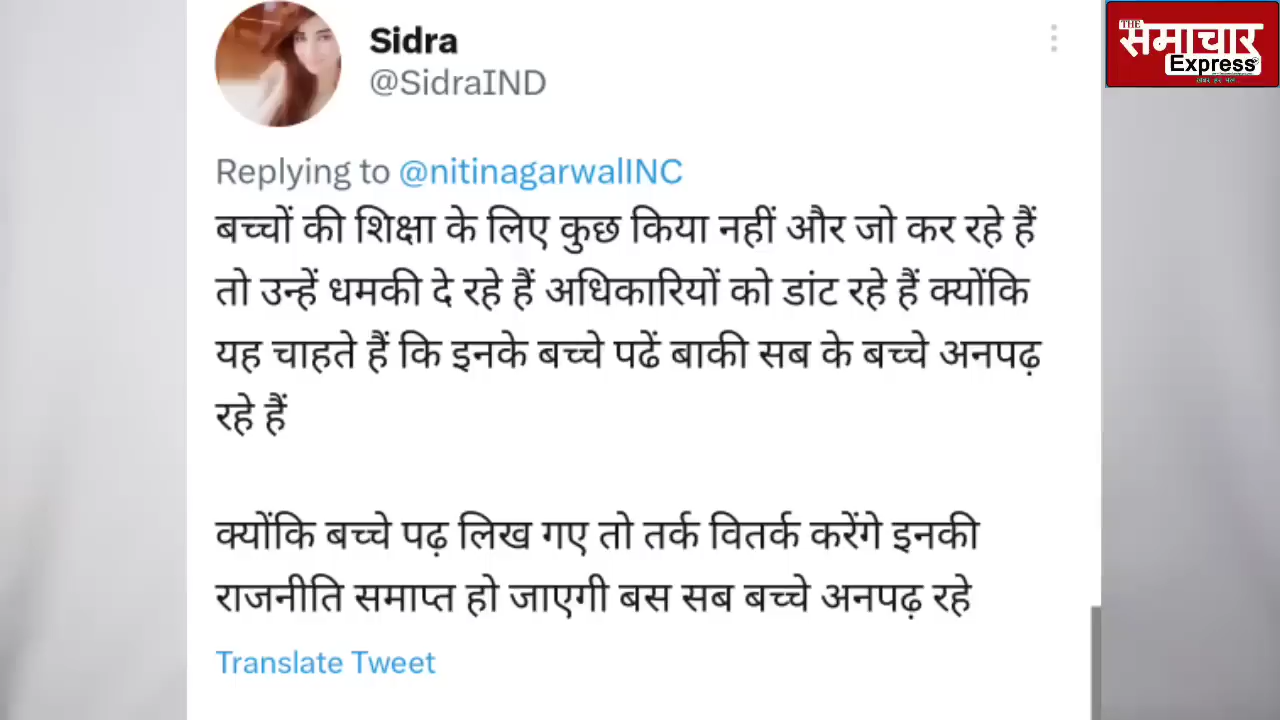 Sidra
@SidraIND
THE
समाचार
Express
Replying to @nitinagarwalINC
बच्चों की शिक्षा के लिए कुछ किया नहीं और जो कर रहे हैं
तो उन्हें धमकी दे रहे हैं अधिकारियों को डांट रहे हैं क्योंकि
यह चाहते हैं कि इनके बच्चे पढें बाकी सब के बच्चे अनपढ़
रहे हैं
क्योंकि बच्चे पढ़ लिख गए तो तर्क वितर्क करेंगे इनकी
राजनीति समाप्त हो जाएगी बस सब बच्चे अनपढ़ रहे
Translate Tweet